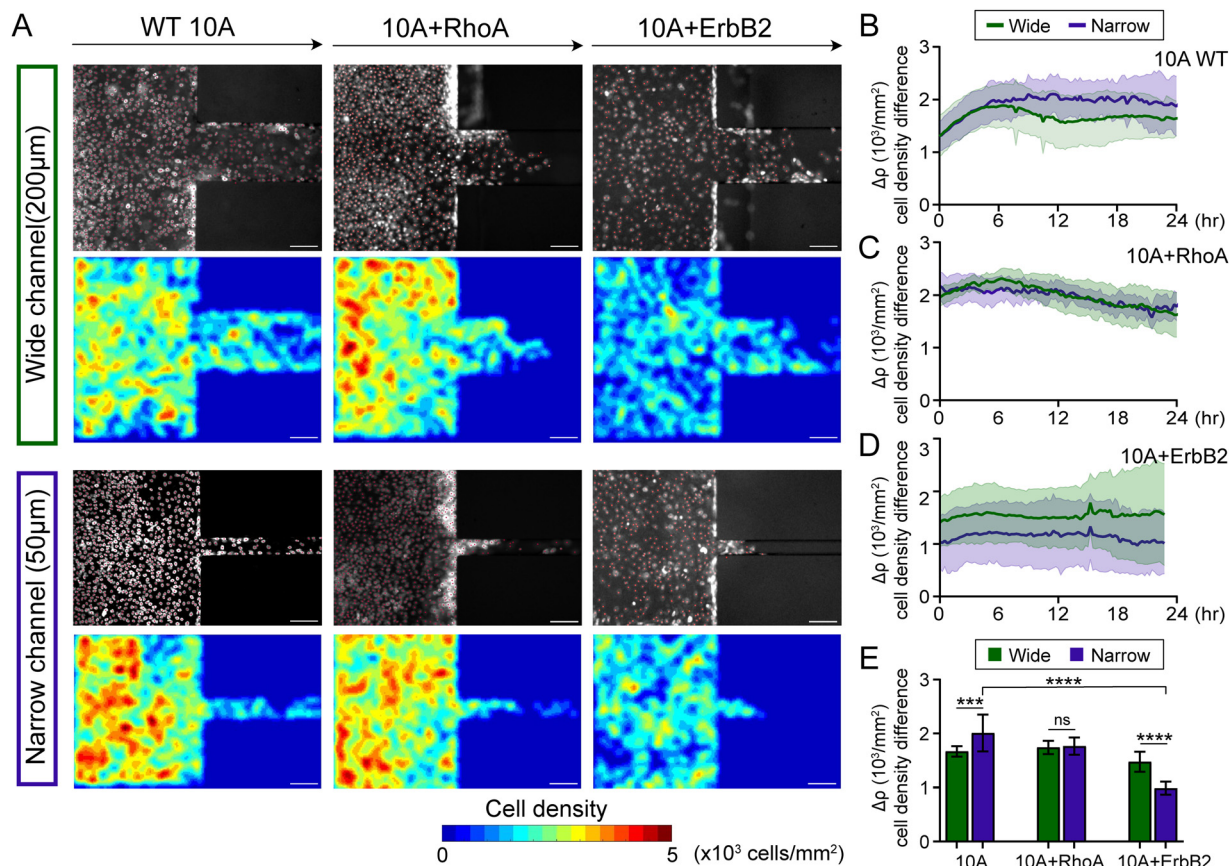 A
WT 10A
10A+RhoA
10A+ErbB2
Wide channel(200μm)
Narrow channel (50μm)
Cell density
0
5
(x10³ cells/mm²)
B
Wide
Narrow
10A WT
Δρ (10³/mm²)
cell density difference
3
2
1
0
0
6
12
18
24
(hr)
C
10A+RhoA
Δρ (10³/mm²)
cell density difference
3
2
1
0
0
6
12
18
24
(hr)
D
10A+ErbB2
Δρ (10³/mm²)
cell density difference
3
2
1
0
0
6
12
18
24
(hr)
E
Wide
Narrow
Δρ (10³/mm²)
cell density difference
3
2
1
0
***
****
ns
****
10A
10A+RhoA
10A+ErbB2